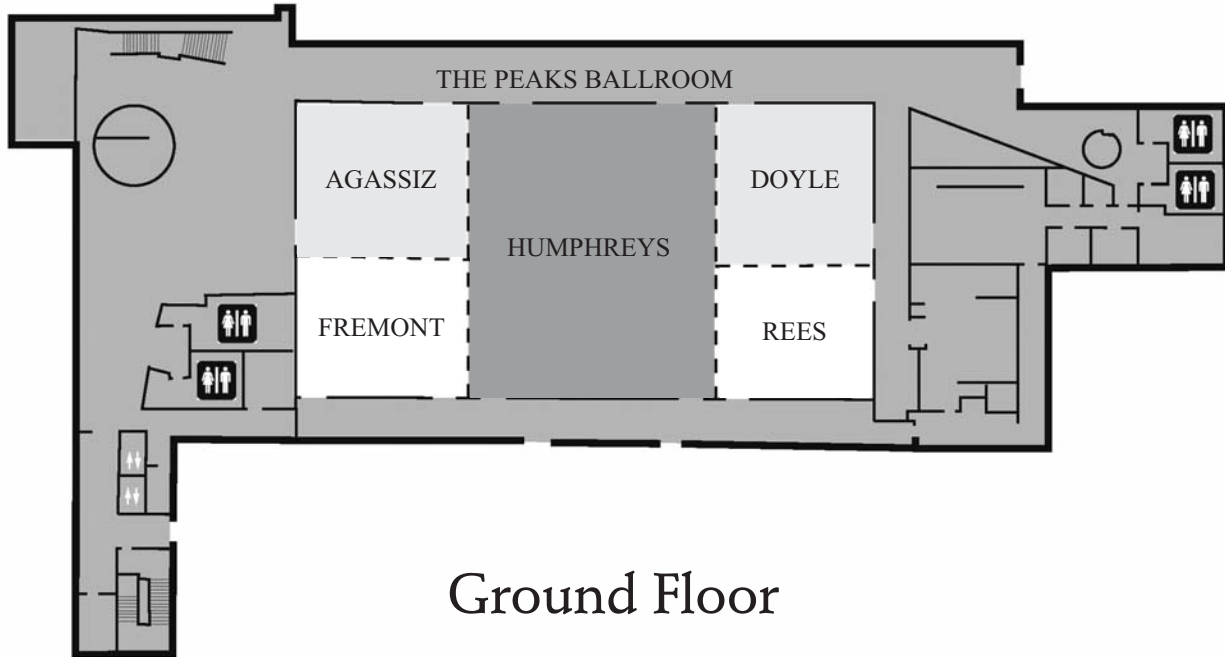 THE PEAKS BALLROOM
AGASSIZ
DOYLE
HUMPHREYS
FREMONT
REES
Ground Floor